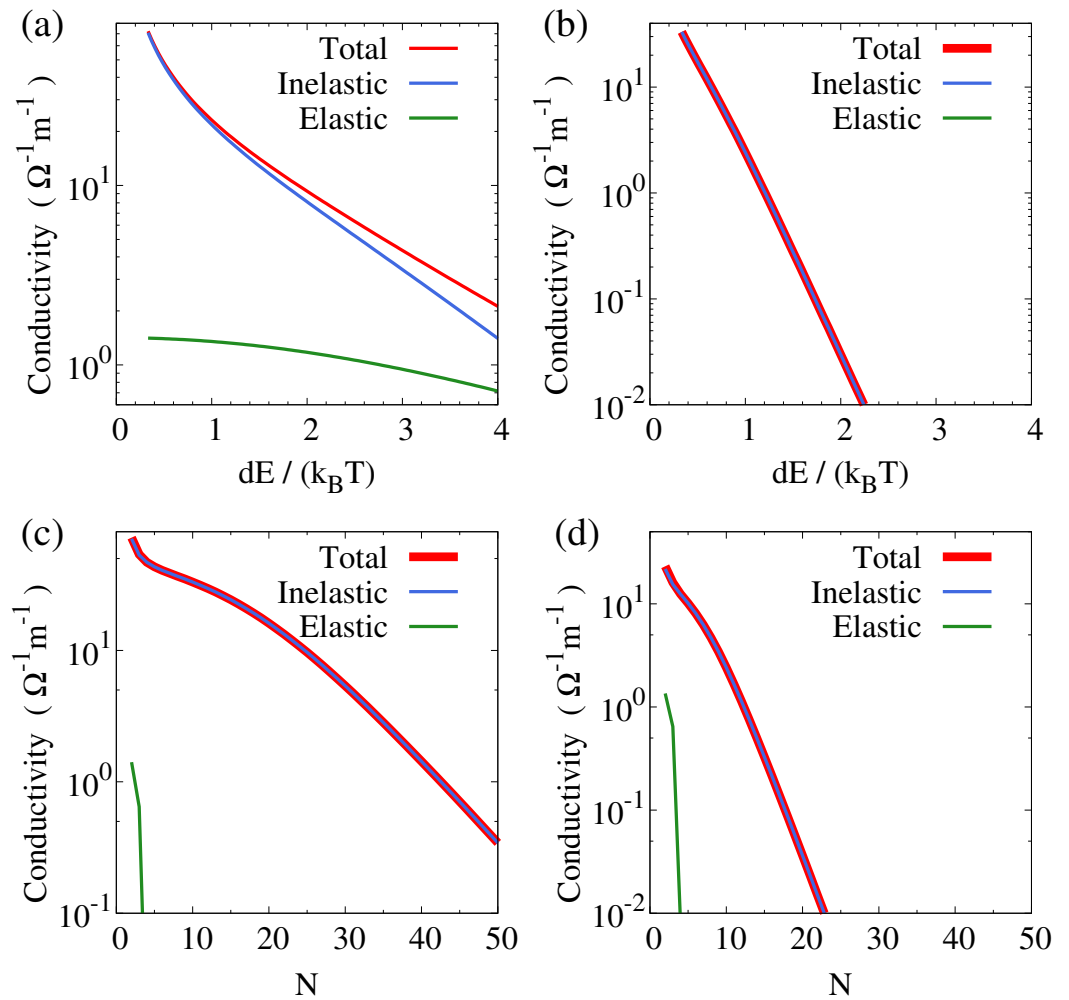 (a)
Total
Inelastic
Elastic
Conductivity ( Ω⁻¹m⁻¹ )
10¹
10⁰
0 1 2 3 4
dE / (k_BT)
(b)
Total
Inelastic
Elastic
Conductivity ( Ω⁻¹m⁻¹ )
10¹
10⁰
10⁻¹
10⁻²
0 1 2 3 4
dE / (k_BT)
(c)
Total
Inelastic
Elastic
Conductivity ( Ω⁻¹m⁻¹ )
10¹
10⁰
10⁻¹
0 10 20 30 40 50
N
(d)
Total
Inelastic
Elastic
Conductivity ( Ω⁻¹m⁻¹ )
10¹
10⁰
10⁻¹
10⁻²
0 10 20 30 40 50
N